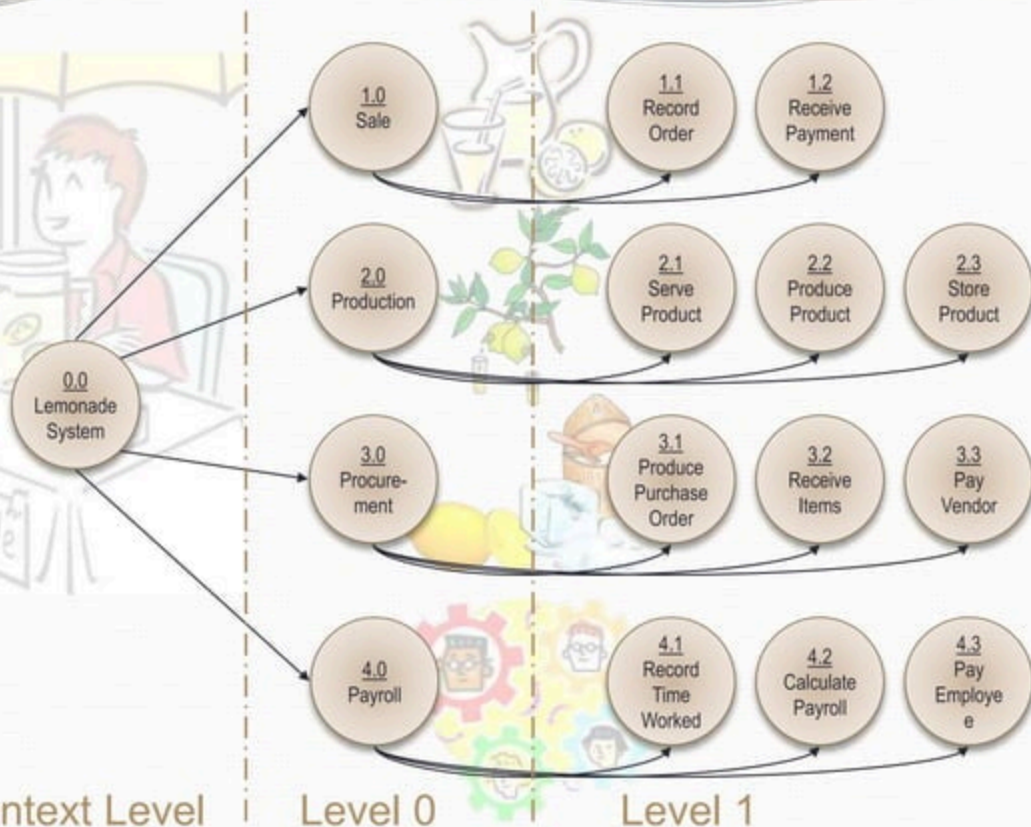 1.0
Sale
1.1
Record
Order
1.2
Receive
Payment
2.0
Production
2.1
Serve
Product
2.2
Produce
Product
2.3
Store
Product
0.0
Lemonade
System
3.0
Procure-
ment
3.1
Produce
Purchase
Order
3.2
Receive
Items
3.3
Pay
Vendor
4.0
Payroll
4.1
Record
Time
Worked
4.2
Calculate
Payroll
4.3
Pay
Employe
e
ntext Level
Level 0
Level 1